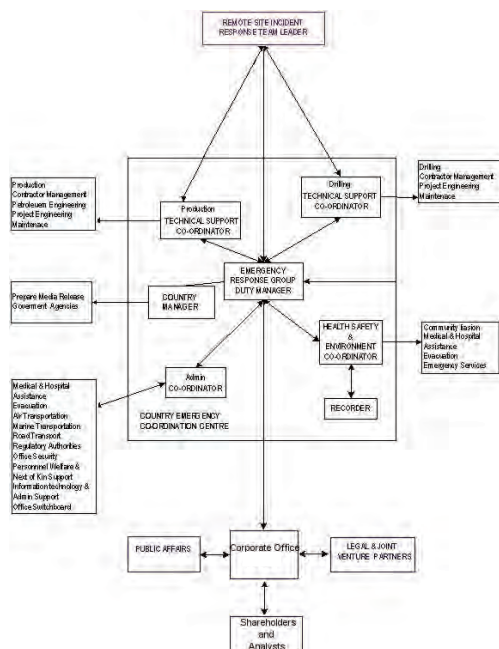 REMOTE SITE INCIDENT
RESPONSE TEAM LEADER
Production
Contractor Management
Petroleum Engineering
Project Engineering
Maintenace
Production
TECHNICAL SUPPORT
CO-ORDINATOR
Drilling
TECHNICAL SUPPORT
CO-ORDINATOR
Drilling
Contractor Management
Project Engineering
Maintenace
EMERGENCY
RESPONSE GROUP
DUTY MANAGER
Prepare Media Release
Goverment Agencies
COUNTRY
MANAGER
HEALTH SAFETY
&
ENVIRONMENT
CO-ORDINATOR
Community liasion
Medical & Hospital
Assistance
Evacuation
Emergency Services
Admin
CO-ORDINATOR
RECORDER
COUNTRY EMERGENCY
CO-ORDINATION CENTRE
Medical & Hospital
Assistance
Evacuation
Air Transportation
Marine Transportation
Road Transport
Regulatory Authorities
Office Security
Personnel Welfare &
Next of Kin Support
Information technology &
Admin Support
Office Switchboard
PUBLIC AFFAIRS
Corporate Office
LEGAL & JOINT
VENTURE PARTNERS
Shareholders
and
Analysts